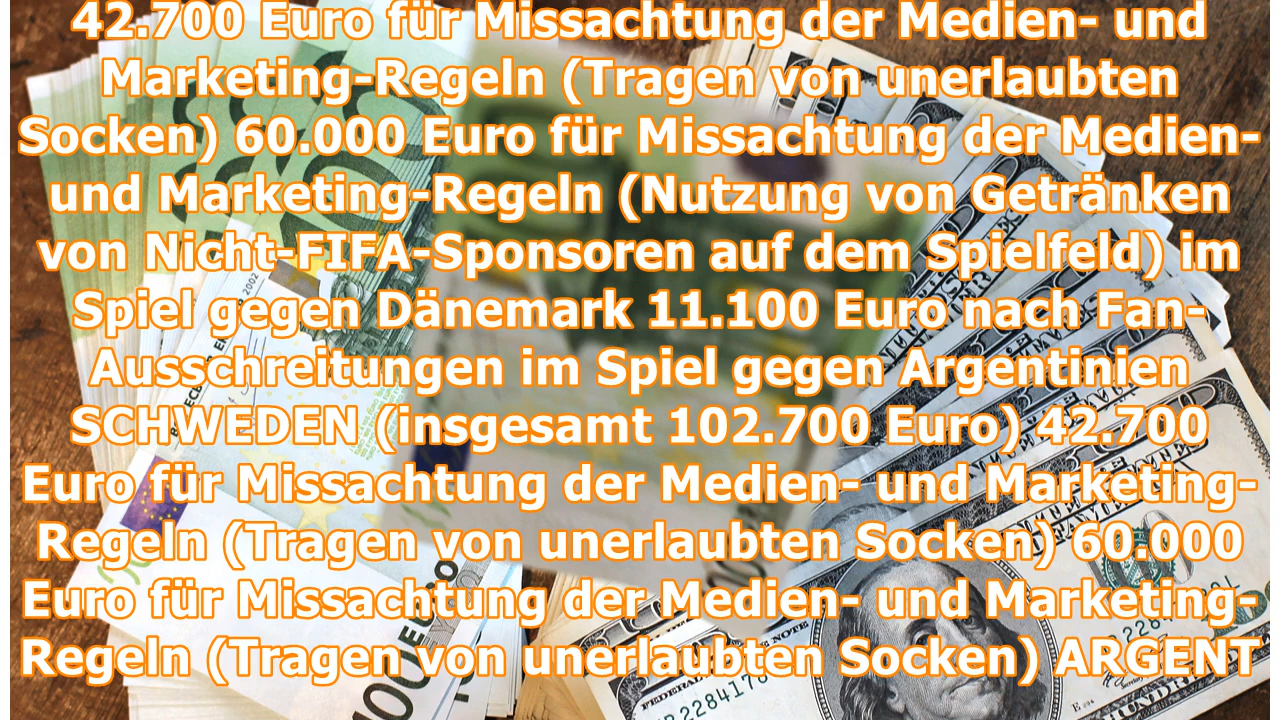 42.700 Euro für Missachtung der Medien- und
Marketing-Regeln (Tragen von unerlaubten
Socken) 60.000 Euro für Missachtung der Medien-
und Marketing-Regeln (Nutzung von Getränken
von Nicht-FIFA-Sponsoren auf dem Spielfeld) im
Spiel gegen Dänemark 11.100 Euro nach Fan-
Ausschreitungen im Spiel gegen Argentinien
SCHWEDEN (insgesamt 102.700 Euro) 42.700
Euro für Missachtung der Medien- und Marketing-
Regeln (Tragen von unerlaubten Socken) 60.000
Euro für Missachtung der Medien- und Marketing-
Regeln (Tragen von unerlaubten Socken) ARGENT